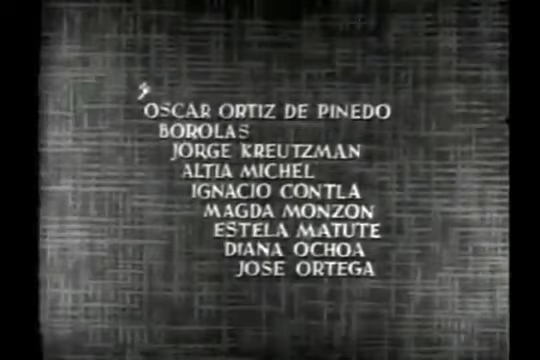 y
OSCAR ORTIZ DE PINEDO
BOROLAS
JORGE KREUTZMAN
ALTIA MICHEL
IGNACIO CONTLA
MAGDA MONZON
ESTELA MATUTE
DIANA OCHOA
JOSE ORTEGA